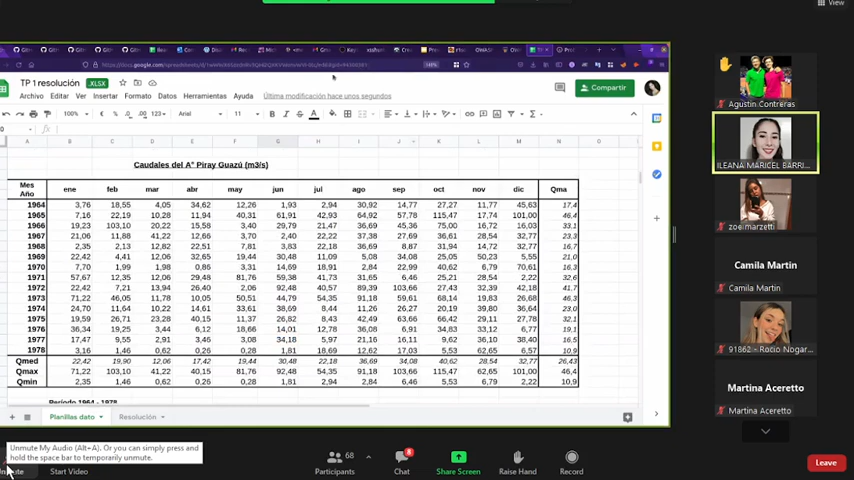 View
TP 1 resolución .XLSX
Archivo Editar Ver Insertar Formato Datos Herramientas Ayuda Última modificación hace unos segundos
Compartir
100% € % .0 .00 123 Arial 11
Caudales del A° Piray Guazú (m3/s)
Mes Año ene feb mar abr may jun jul ago sep oct nov dic Qma
1964 3,76 18,55 4,05 34,62 12,26 1,93 2,94 30,92 14,77 27,27 11,77 45,63 17,4
1965 7,16 22,19 10,28 11,94 40,31 61,91 42,93 64,92 57,78 115,47 17,74 101,00 46,4
1966 19,23 103,10 41,22 15,58 3,40 29,79 21,47 36,69 45,36 75,00 16,72 16,03 33,1
1967 21,06 11,88 41,22 12,66 3,70 2,40 22,22 37,38 27,69 36,61 28,54 33,72 23,3
1968 2,35 2,13 12,82 22,51 7,81 3,83 22,18 36,69 8,87 31,94 14,72 32,77 16,7
1969 22,42 4,41 12,06 32,65 19,44 30,48 11,09 5,08 34,04 25,05 50,23 5,55 21,0
1970 7,70 1,99 1,98 0,86 3,31 14,69 18,91 2,84 22,99 40,62 6,79 70,61 16,3
1971 57,67 12,35 12,06 29,48 81,76 59,38 41,73 31,65 6,46 25,21 8,54 2,22 32,6
1972 22,42 7,21 13,94 26,40 2,06 92,48 40,57 89,39 103,66 27,43 32,39 42,38 41,7
1973 71,22 46,05 11,78 10,05 50,51 44,79 54,35 91,18 59,61 68,14 19,83 26,68 46,3
1974 24,70 11,64 10,22 14,61 33,61 38,69 8,44 11,26 14,27 32,70 39,80 36,64 23,0
1975 19,59 26,71 23,28 40,15 11,37 26,82 8,43 42,49 63,66 66,42 29,11 27,78 32,1
1976 36,34 19,25 3,44 6,12 18,66 14,01 12,78 36,08 6,91 34,83 33,12 6,77 19,1
1977 17,47 9,55 2,91 3,46 3,08 34,18 5,97 21,16 16,11 9,62 36,10 38,40 16,5
1978 3,16 1,46 0,62 0,26 0,28 1,81 18,69 12,62 17,03 5,53 62,65 6,57 10,9
Qmed 22,42 19,90 12,06 17,42 19,44 30,48 22,18 36,69 34,08 40,62 28,54 32,77 26,43
Qmax 71,22 103,10 41,22 40,15 81,76 92,48 54,35 91,18 103,66 115,47 62,65 101,00 46,4
Qmin 2,35 1,46 0,62 0,26 0,28 1,81 2,94 2,84 6,46 5,53 6,79 2,22 10,9
Período 1964 - 1978
Planillas dato Resolución
Agustin Contreras
ILEANA MARICEL BARRI...
zoe marzetti
Camila Martin
Camila Martin
91862 - Rocio Nogar...
Martina Aceretto
Martina Aceretto
Unmute My Audio (Alt+A). Or you can simply press and
hold the space bar to temporarily unmute.
68
8
Start Video Participants Chat Share Screen Raise Hand Record Leave